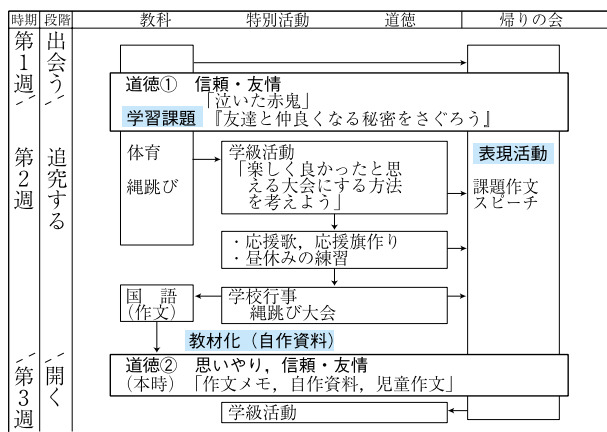 時期 段階 教科 特別活動 道徳 帰りの会
第1週 出会う
道徳① 信頼・友情
「泣いた赤鬼」
学習課題 『友達と仲良くなる秘密をさぐろう』
第2週 追究する
体育
縄跳び
学級活動
「楽しく良かったと思
える大会にする方法
を考えよう」
表現活動
課題作文
スピーチ
・応援歌，応援旗作り
・昼休みの練習
国語
(作文)
学校行事
縄跳び大会
教材化（自作資料）
第3週 開く
道徳② 思いやり，信頼・友情
(本時) 「作文メモ，自作資料，児童作文」
学級活動